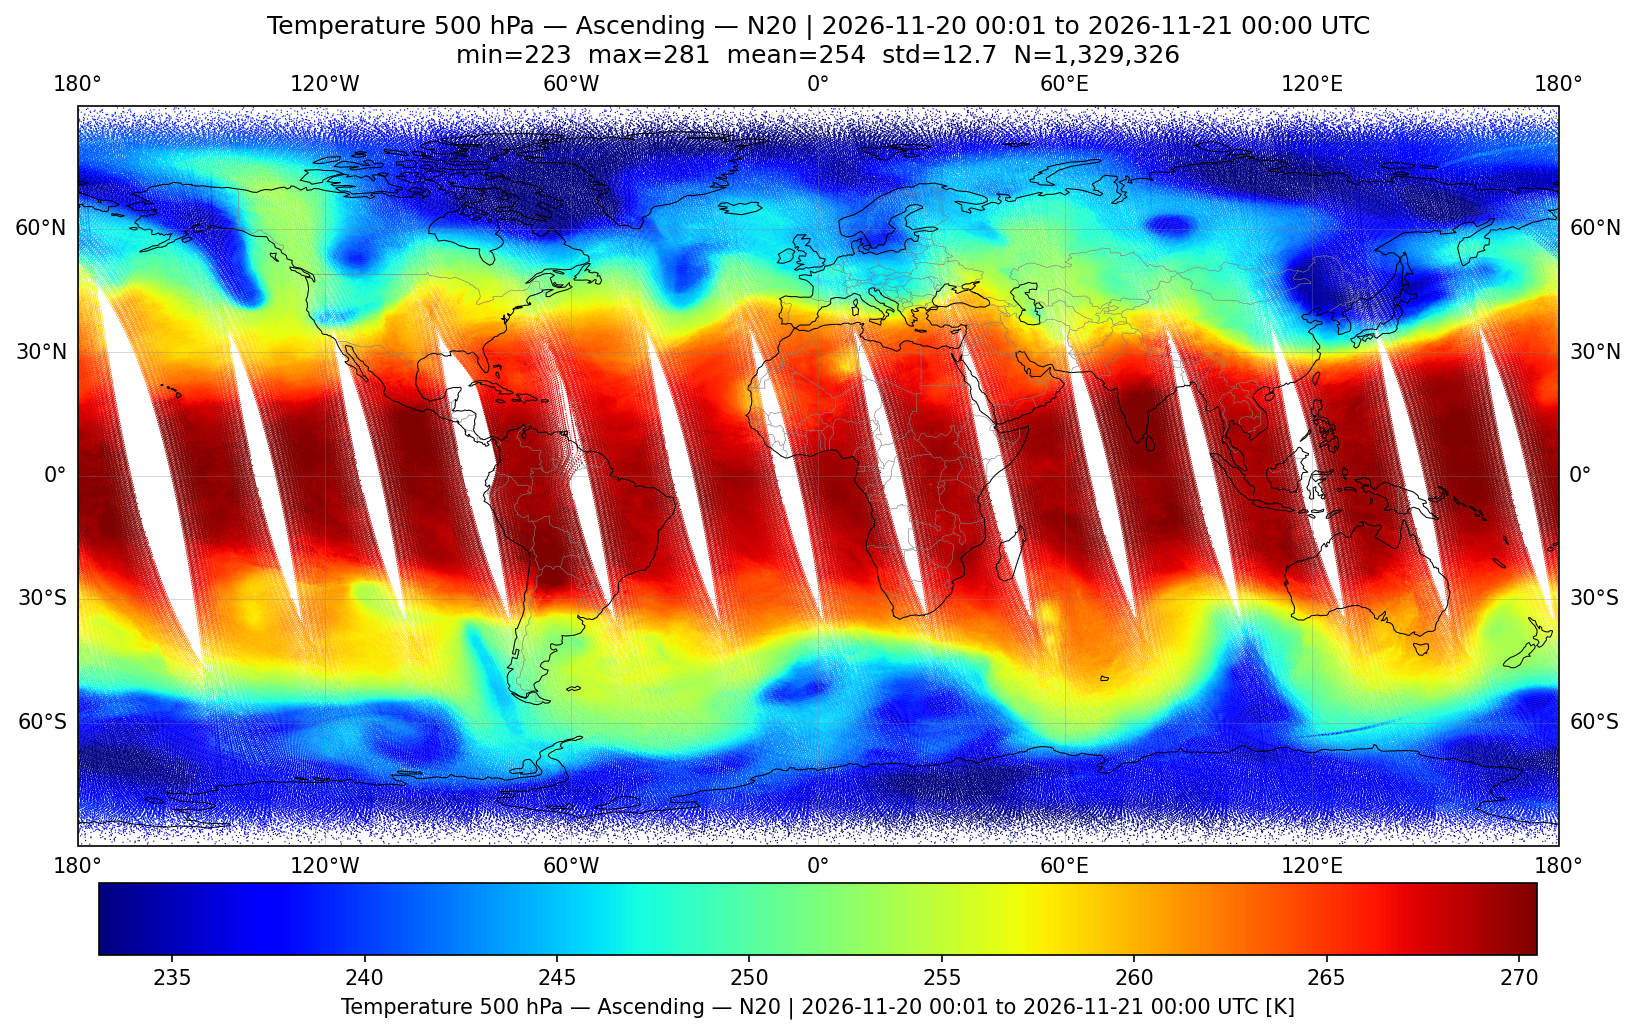 Temperature 500 hPa — Ascending — N20 | 2026-11-20 00:01 to 2026-11-21 00:00 UTC
min=223 max=281 mean=254 std=12.7 N=1,329,326
180° 120°W 60°W 0° 60°E 120°E 180°
60°N 60°N
30°N 30°N
0° 0°
30°S 30°S
60°S 60°S
180° 120°W 60°W 0° 60°E 120°E 180°
235 240 245 250 255 260 265 270
Temperature 500 hPa — Ascending — N20 | 2026-11-20 00:01 to 2026-11-21 00:00 UTC [K]